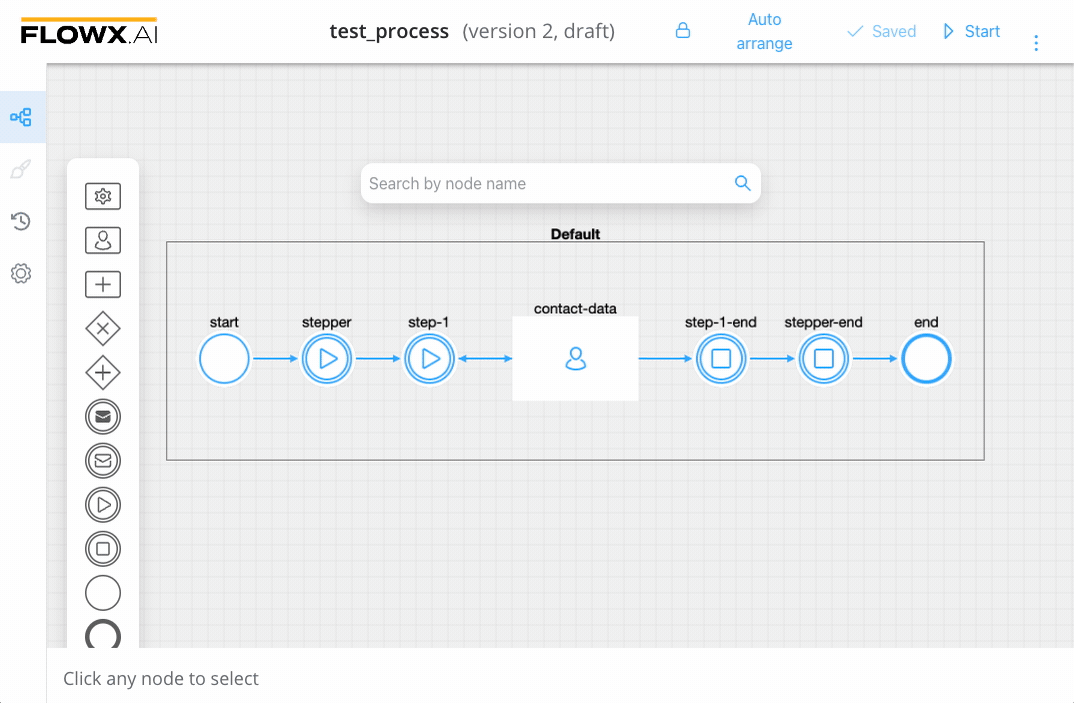 FLOWX.AI
test_process (version 2, draft)
Auto
arrange
Saved
Start
Search by node name
Default
start
stepper
step-1
contact-data
step-1-end
stepper-end
end
Click any node to select